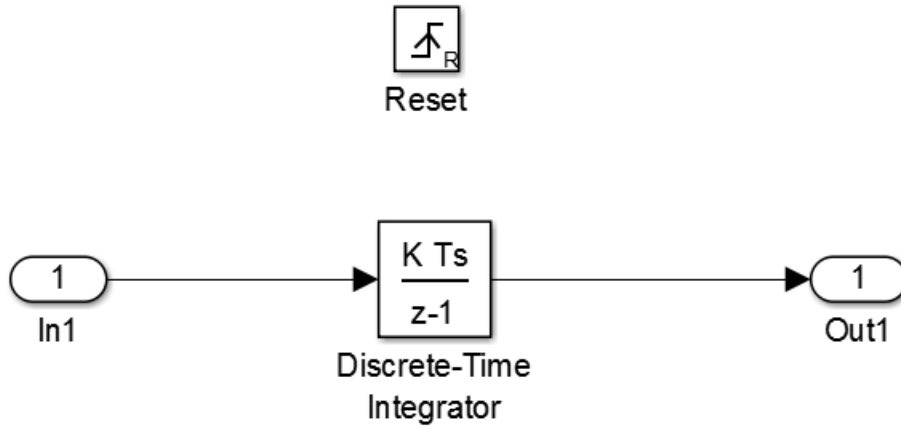 R
Reset
1
K Ts
z-1
1
In1
Out1
Discrete-Time
Integrator